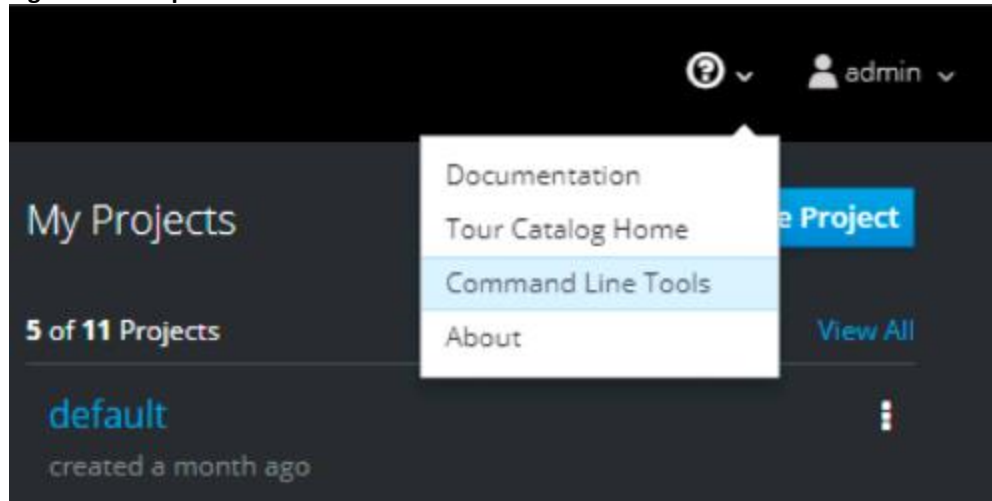 admin
Documentation
My Projects
Tour Catalog Home
Project
Command Line Tools
5 of 11 Projects
About
View All
default
created a month ago